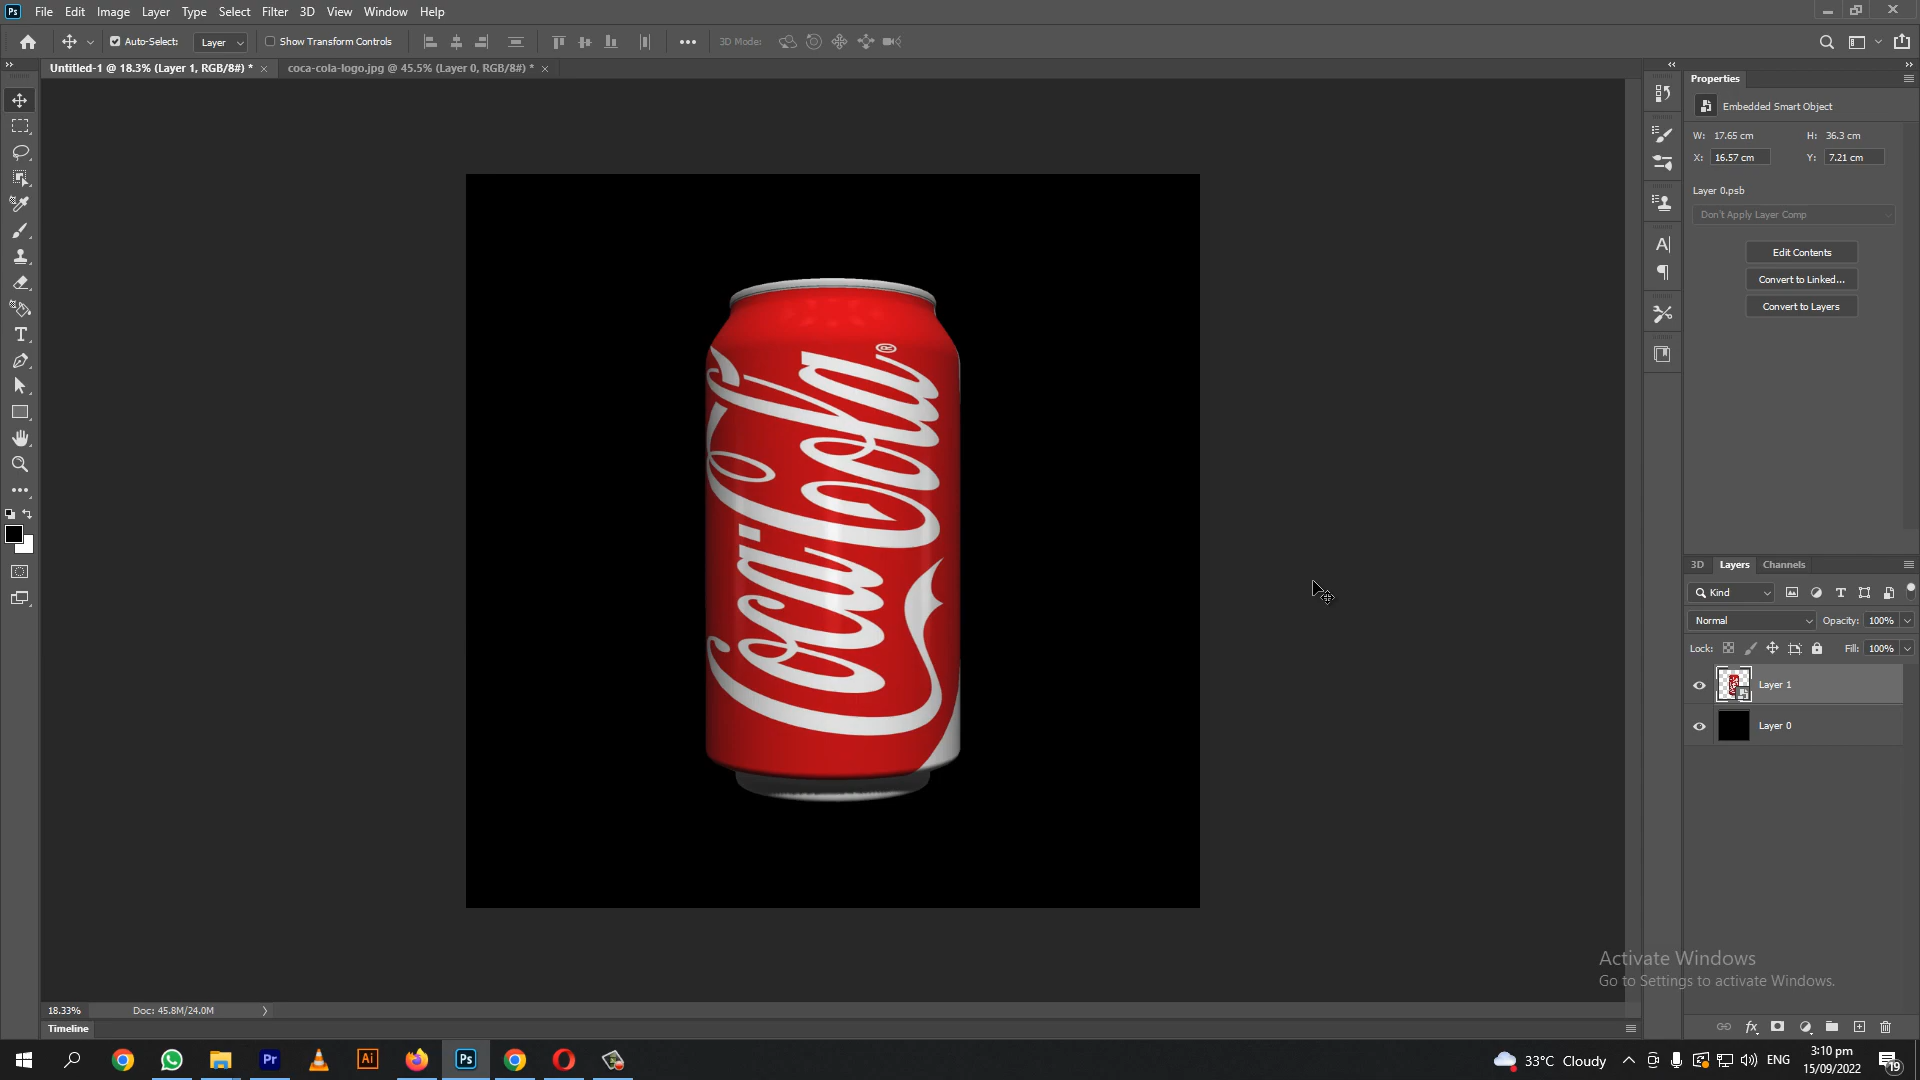 Ps File Edit Image Layer Type Select Filter 3D View Window Help
Auto-Select: Layer Show Transform Controls 3D Mode:
Untitled-1 @ 18.3% (Layer 1, RGB/8#) * coca-cola-logo.jpg @ 45.5% (Layer 0, RGB/8#) *
Properties
Embedded Smart Object
W: 17.65 cm H: 36.3 cm
X: 16.57 cm Y: 7.21 cm
Layer 0.psb
Don't Apply Layer Comp
Edit Contents
Convert to Linked...
Convert to Layers
Coca-Cola ®
3D Layers Channels
Kind
Normal Opacity: 100%
Lock: Fill: 100%
Layer 1
Layer 0
Activate Windows
Go to Settings to activate Windows.
18.33% Doc: 45.8M/24.0M
Timeline
Pr Ai Ps
33°C Cloudy ENG 3:10 pm
15/09/2022 19